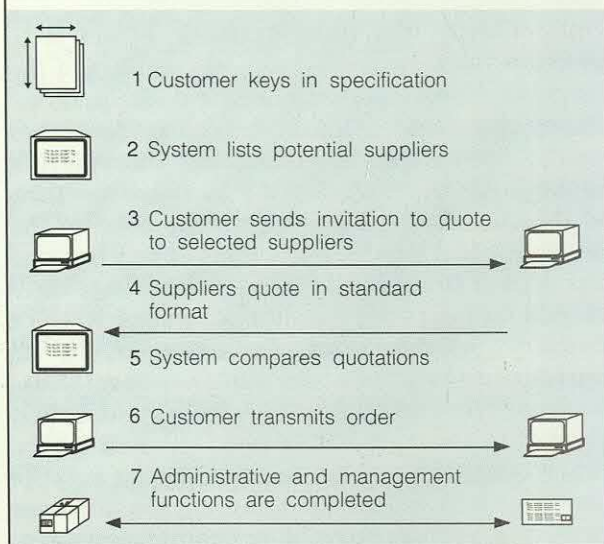 1 Customer keys in specification
2 System lists potential suppliers
3 Customer sends invitation to quote
to selected suppliers
4 Suppliers quote in standard
format
5 System compares quotations
6 Customer transmits order
7 Administrative and management
functions are completed